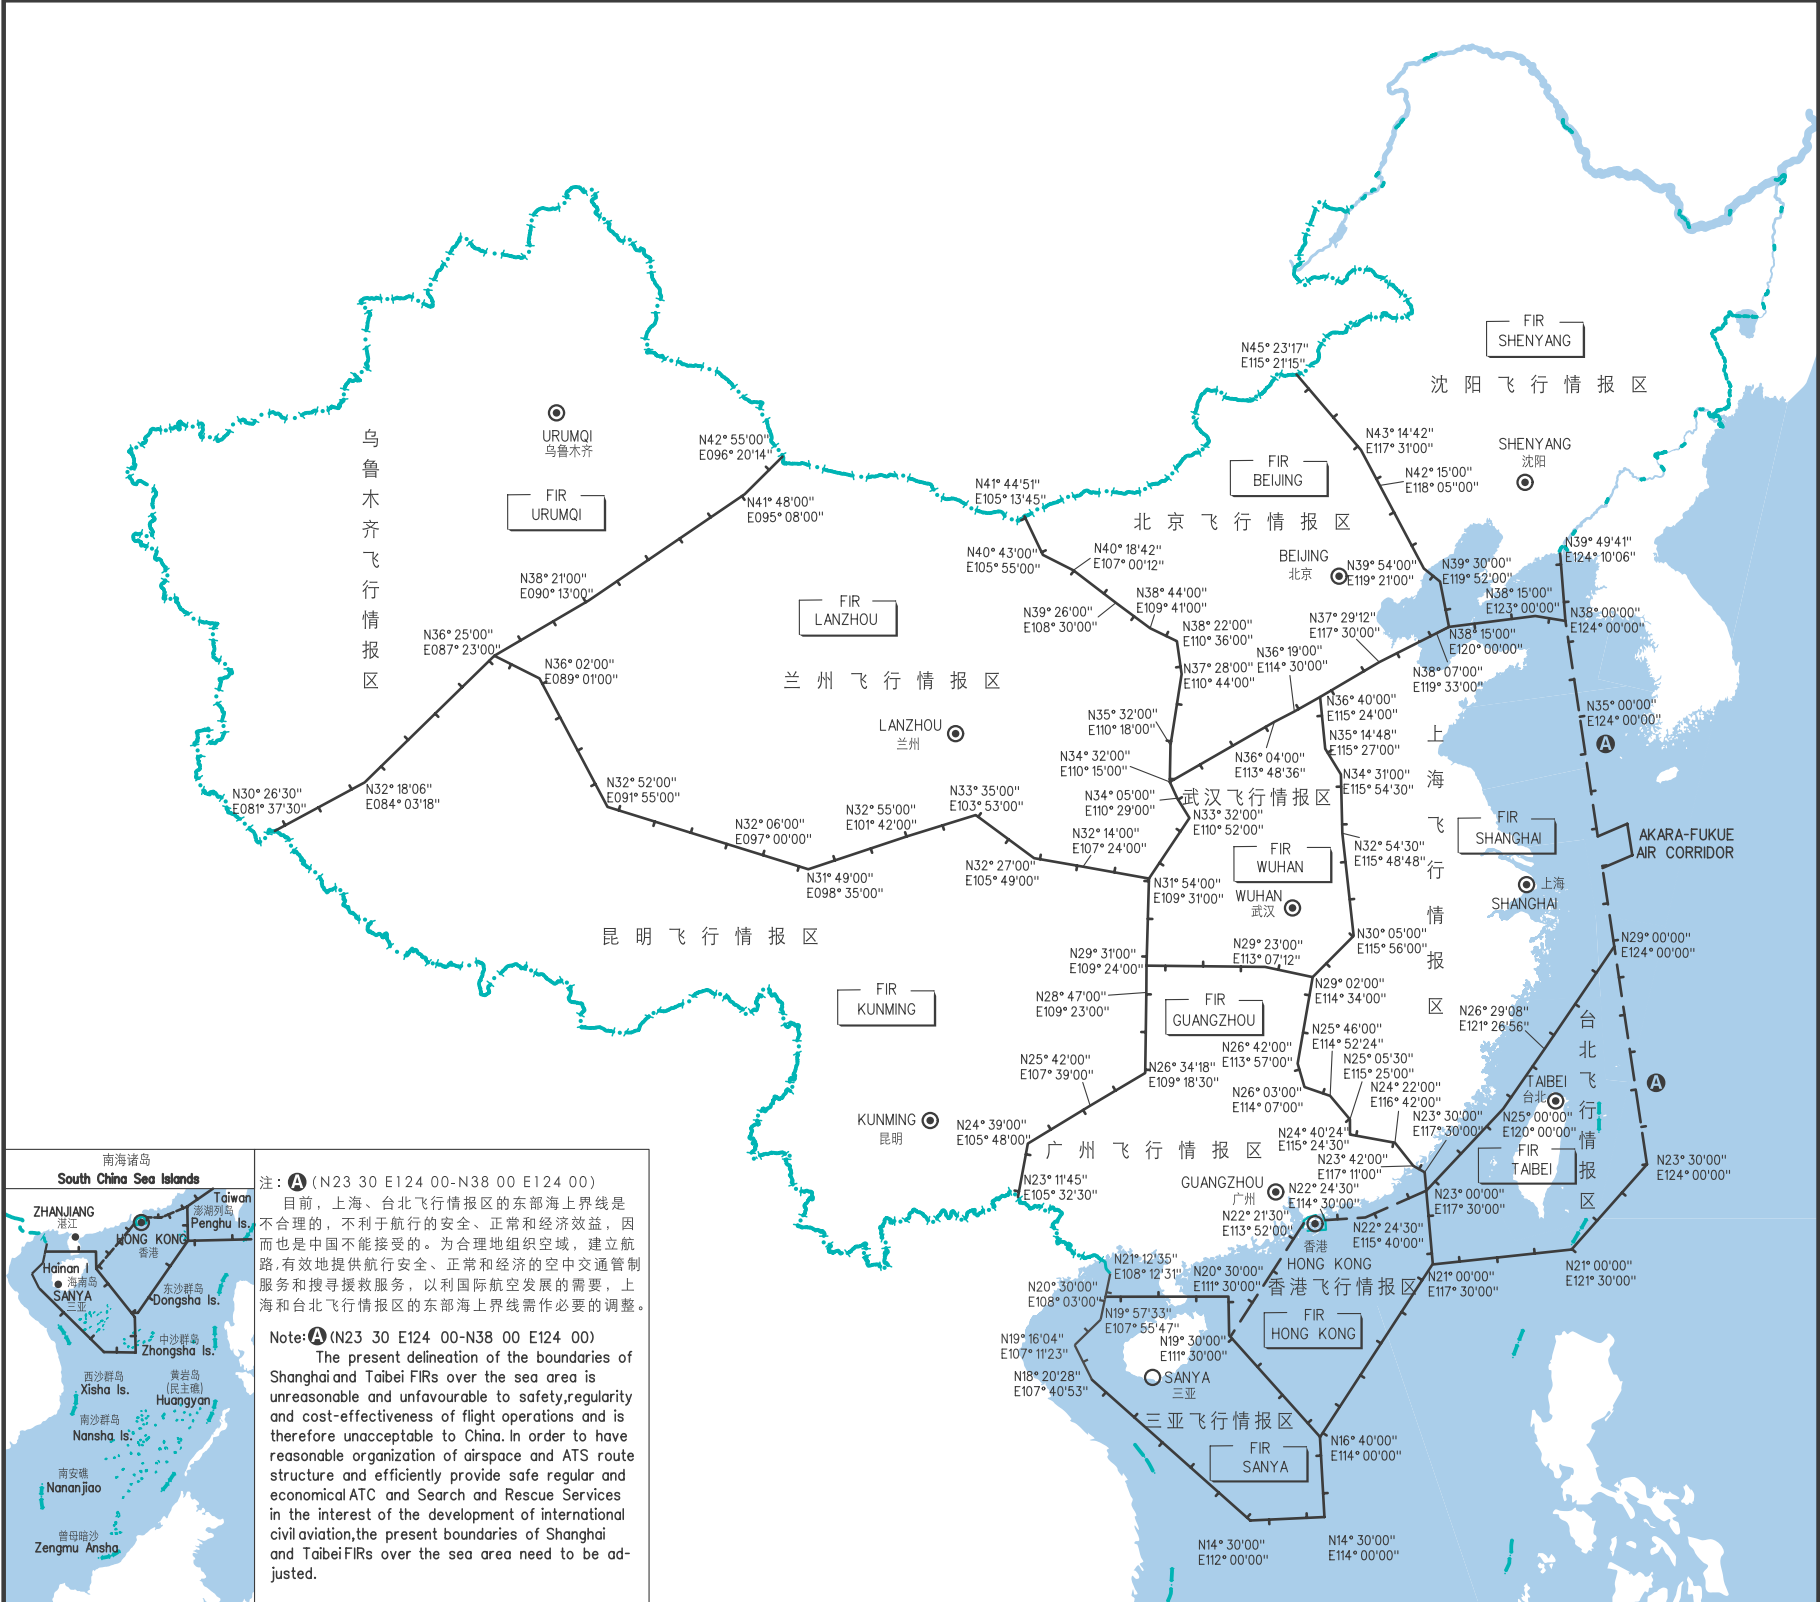 FIR
SHENYANG
沈阳飞行情报区
SHENYANG
沈阳
N45° 23'17"
E115° 21'15"
N43° 14'42"
E117° 31'00"
N42° 15'00"
E118° 05"00"
FIR
BEIJING
北京飞行情报区
BEIJING
北京
N39° 54'00"
E119° 21'00"
N39° 30'00"
E119° 52'00"
N39° 49'41"
E124° 10'06"
N38° 15'00"
E123° 00'00"
N38° 00'00"
E124° 00'00"
N38° 15'00"
E120° 00'00"
N38° 07'00"
E119° 33'00"
N37° 29'12"
E117° 30'00"
N36° 19'00"
E114° 30'00"
N36° 04'00"
E113° 48'36"
URUMQI
乌鲁木齐
FIR
URUMQI
乌鲁木齐飞行情报区
N42° 55'00"
E096° 20'14"
N41° 48'00"
E095° 08'00"
N38° 21'00"
E090° 13'00"
N36° 25'00"
E087° 23'00"
N36° 02'00"
E089° 01'00"
N30° 26'30"
E081° 37'30"
N32° 18'06"
E084° 03'18"
N32° 52'00"
E091° 55'00"
N32° 06'00"
E097° 00'00"
N31° 49'00"
E098° 35'00"
N32° 55'00"
E101° 42'00"
N33° 35'00"
E103° 53'00"
N32° 27'00"
E105° 49'00"
N32° 14'00"
E107° 24'00"
N41° 44'51"
E105° 13'45"
N40° 43'00"
E105° 55'00"
N40° 18'42"
E107° 00'12"
N39° 26'00"
E108° 30'00"
N38° 44'00"
E109° 41'00"
N38° 22'00"
E110° 36'00"
N37° 28'00"
E110° 44'00"
N35° 32'00"
E110° 18'00"
N34° 32'00"
E110° 15'00"
N34° 05'00"
E110° 29'00"
N33° 32'00"
E110° 52'00"
FIR
LANZHOU
兰州飞行情报区
LANZHOU
兰州
N36° 40'00"
E115° 24'00"
N35° 14'48"
E115° 27'00"
N34° 31'00"
E115° 54'30"
N32° 54'30"
E115° 48'48"
武汉飞行情报区
FIR
WUHAN
WUHAN
武汉
N31° 54'00"
E109° 31'00"
N30° 05'00"
E115° 56'00"
N29° 31'00"
E109° 24'00"
N29° 23'00"
E113° 07'12"
N29° 02'00"
E114° 34'00"
上海飞行情报区
FIR
SHANGHAI
上海
SHANGHAI
N35° 00'00"
E124° 00'00"
A
AKARA-FUKUE
AIR CORRIDOR
N29° 00'00"
E124° 00'00"
昆明飞行情报区
FIR
KUNMING
KUNMING
昆明
N28° 47'00"
E109° 23'00"
N25° 42'00"
E107° 39'00"
N26° 34'18"
E109° 18'30"
N24° 39'00"
E105° 48'00"
N23° 11'45"
E105° 32'30"
FIR
GUANGZHOU
广州飞行情报区
GUANGZHOU
广州
N26° 42'00"
E113° 57'00"
N25° 46'00"
E114° 52'24"
N26° 03'00"
E114° 07'00"
N25° 05'30"
E115° 25'00"
N24° 22'00"
E116° 42'00"
N24° 40'24"
E115° 24'30"
N23° 30'00"
E117° 30'00"
N23° 42'00"
E117° 11'00"
N23° 00'00"
E117° 30'00"
N22° 24'30"
E114° 30'00"
N22° 21'30"
E113° 52'00"
N22° 24'30"
E115° 40'00"
N26° 29'08"
E121° 26'56"
台北飞行情报区
TAIBEI
台北
N25° 00'00"
E120° 00'00"
FIR
TAIBEI
A
N23° 30'00"
E124° 00'00"
N21° 00'00"
E121° 30'00"
N21° 00'00"
E117° 30'00"
香港
HONG KONG
香港飞行情报区
FIR
HONG KONG
N21° 12'35"
E108° 12'31"
N20° 30'00"
E108° 03'00"
N20° 30'00"
E111° 30'00"
N19° 57'33"
E107° 55'47"
N19° 30'00"
E111° 30'00"
N19° 16'04"
E107° 11'23"
N18° 20'28"
E107° 40'53"
SANYA
三亚
三亚飞行情报区
FIR
SANYA
N16° 40'00"
E114° 00'00"
N14° 30'00"
E112° 00'00"
N14° 30'00"
E114° 00'00"
南海诸岛
South China Sea Islands
ZHANJIANG
湛江
Taiwan
澎湖列岛
Penghu Is.
HONG KONG
香港
Hainan I
海南岛
SANYA
三亚
东沙群岛
Dongsha Is.
中沙群岛
Zhongsha Is.
西沙群岛
Xisha Is.
黄岩岛
(民主礁)
Huangyan
南沙群岛
Nansha Is.
南安礁
Nananjiao
曾母暗沙
Zengmu Ansha
注: A (N23 30 E124 00-N38 00 E124 00)
目前，上海、台北飞行情报区的东部海上界线是
不合理的，不利于航行的安全、正常和经济效益，因
而也是中国不能接受的。为合理地组织空域，建立航
路,有效地提供航行安全、正常和经济的空中交通管制
服务和搜寻援救服务，以利国际航空发展的需要，上
海和台北飞行情报区的东部海上界线需作必要的调整。
Note: A (N23 30 E124 00-N38 00 E124 00)
The present delineation of the boundaries of
Shanghai and Taibei FIRs over the sea area is
unreasonable and unfavourable to safety,regularity
and cost-effectiveness of flight operations and is
therefore unacceptable to China. In order to have
reasonable organization of airspace and ATS route
structure and efficiently provide safe regular and
economical ATC and Search and Rescue Services
in the interest of the development of international
civil aviation,the present boundaries of Shanghai
and Taibei FIRs over the sea area need to be ad-
justed.